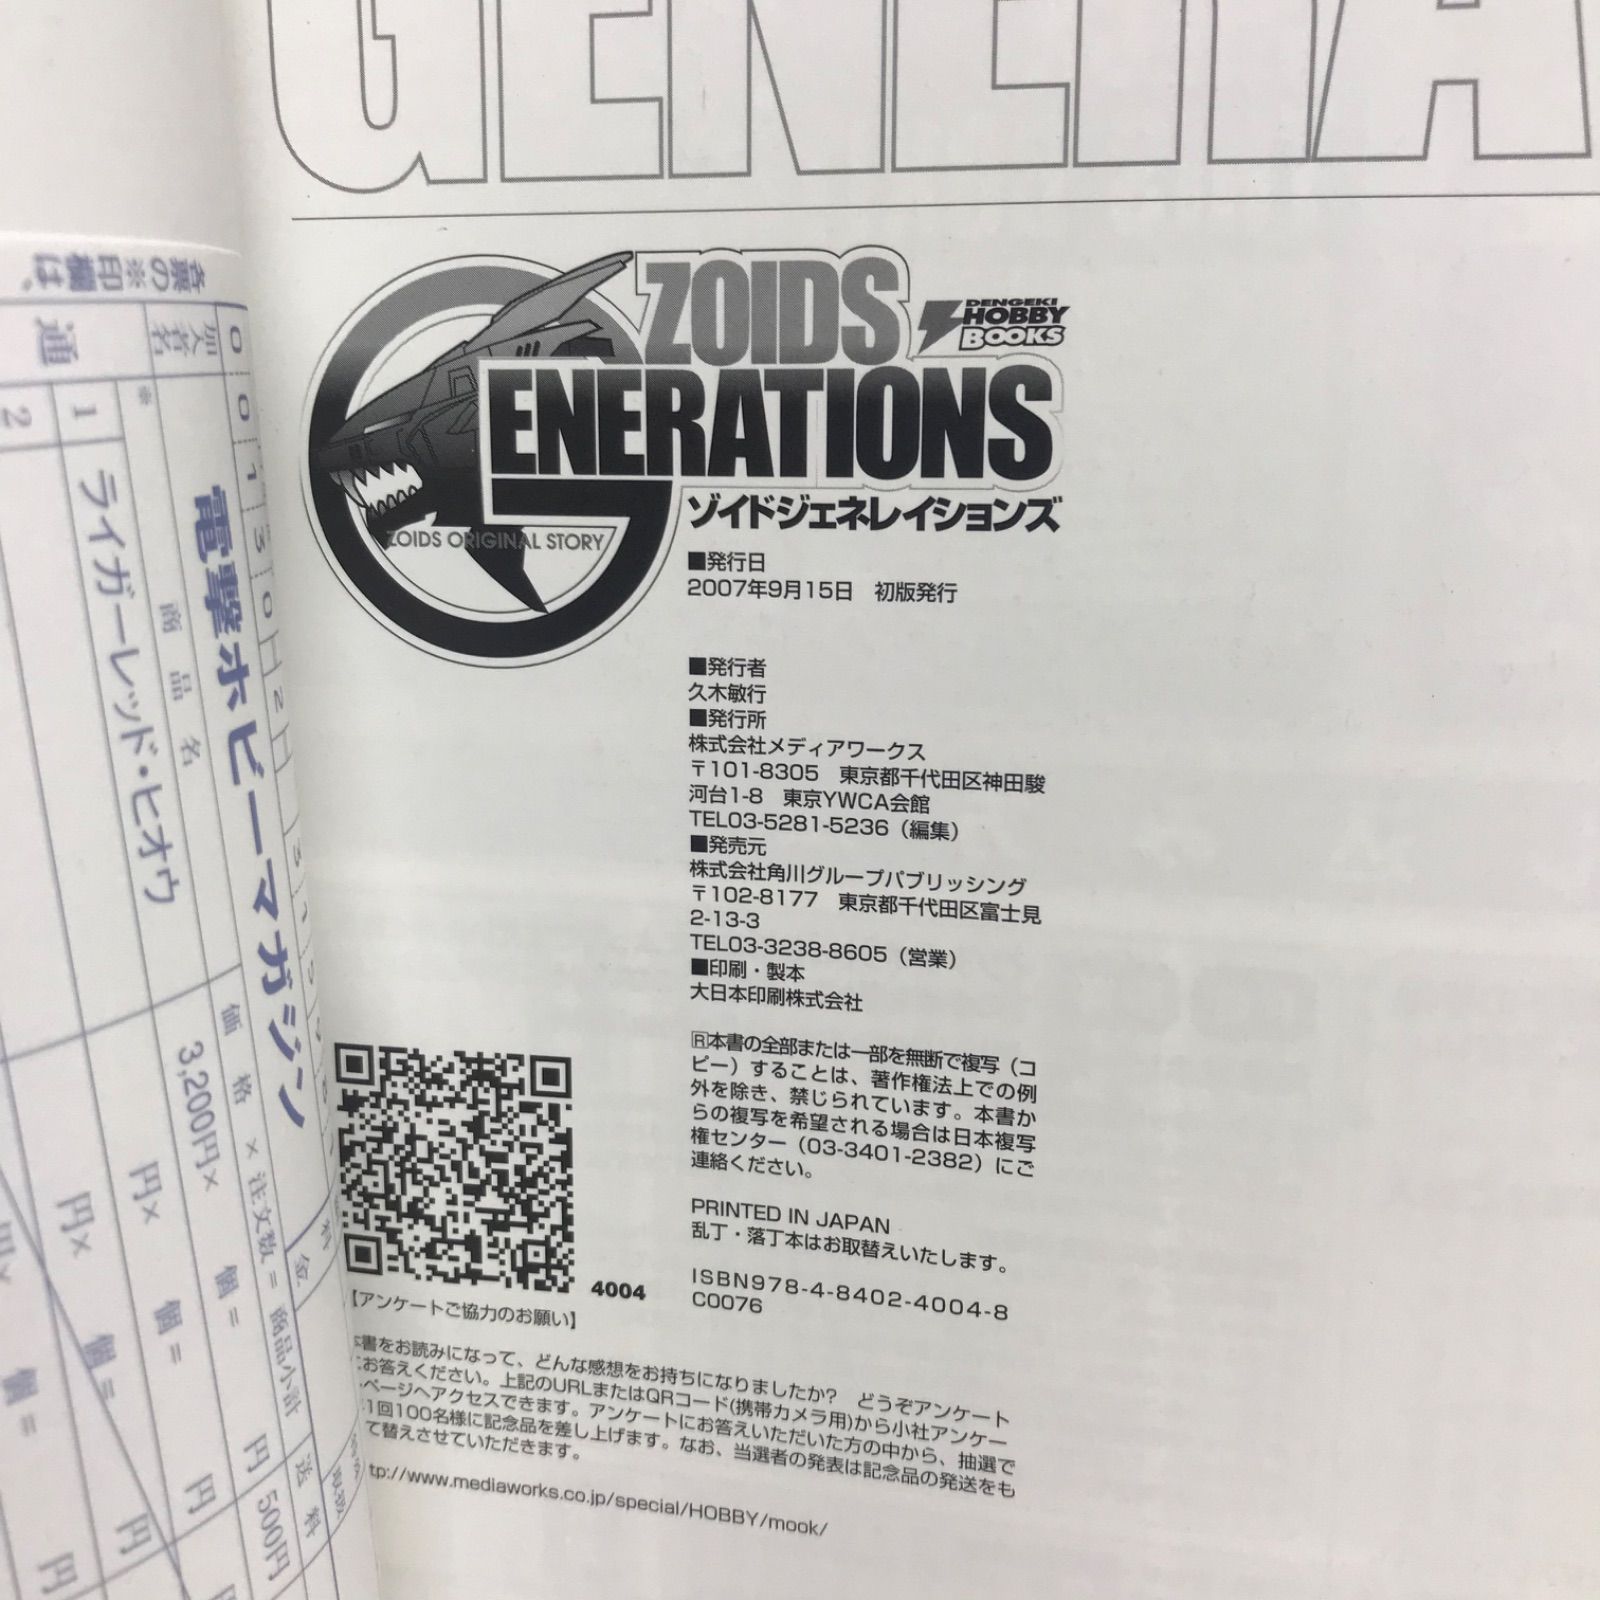 GENERA
ZOIDS
DENGEKI
HOBBY
BOOKS
GENERATIONS
ゾイドジェネレイションズ
ZOIDS ORIGINAL STORY
■発行日
2007年9月15日　初版発行
■発行者
久木敏行
■発行所
株式会社メディアワークス
〒101-8305　東京都千代田区神田駿
河台1-8　東京YWCA会館
TEL03-5281-5236（編集）
■発売元
株式会社角川グループパブリッシング
〒102-8177　東京都千代田区富士見
2-13-3
TEL03-3238-8605（営業）
■印刷・製本
大日本印刷株式会社
Ⓡ本書の全部または一部を無断で複写（コ
ピー）することは、著作権法上での例
外を除き、禁じられています。本書か
らの複写を希望される場合は日本複写
権センター（03-3401-2382）にご
連絡ください。
PRINTED IN JAPAN
乱丁・落丁本はお取替えいたします。
ISBN978-4-8402-4004-8
C0076
4004
【アンケートご協力のお願い】
本書をお読みになって、どんな感想をお持ちになりましたか?　どうぞアンケート
にお答えください。上記のURLまたはQRコード(携帯カメラ用)から小社アンケー
トページへアクセスできます。アンケートにお答えいただいた方の中から、抽選で
1回100名様に記念品を差し上げます。なお、当選者の発表は記念品の発送をも
って替えさせていただきます。
tp://www.mediaworks.co.jp/special/HOBBY/mook/
各票の※印欄は、
通
加入者名
電撃ホビーマガジン
商品名
価格×注文数=商品小計
1
ライガーレッド・ヒオウ
3,200円×
個=
円
2
円×
個=
円
円×
個=
円
送料
500円